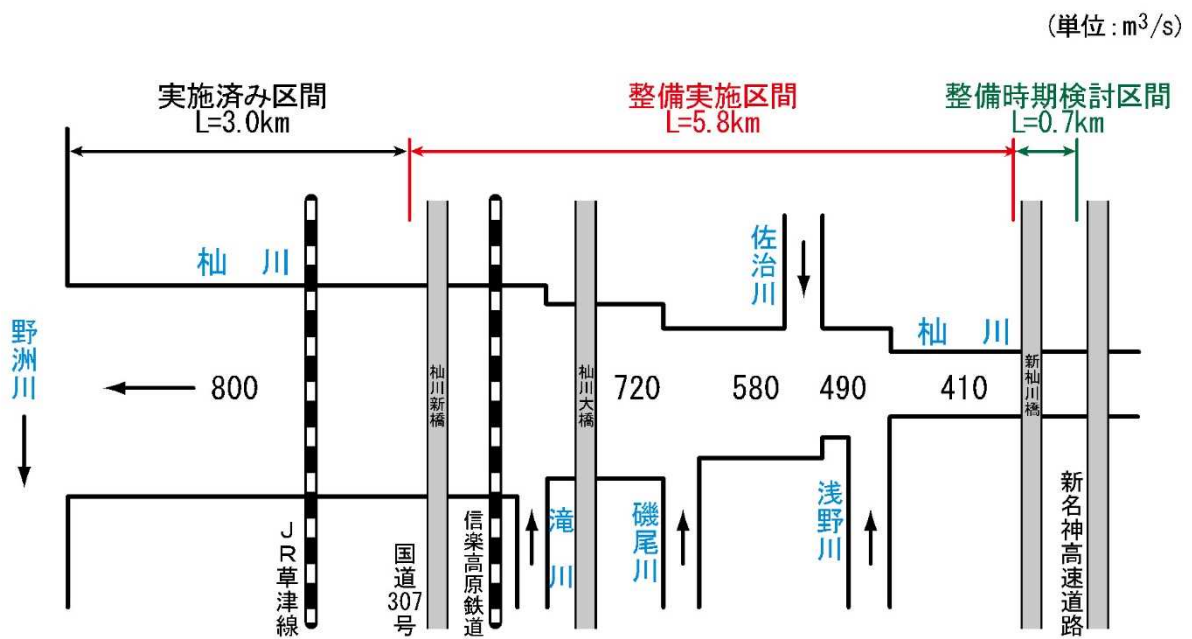 (単位：m³/s)
実施済み区間
L=3.0km
整備実施区間
L=5.8km
整備時期検討区間
L=0.7km
杣川
佐治川
杣川
野洲川
800
杣川新橋
杣川大橋
720
580
490
410
新杣川橋
JR草津線
国道307号
信楽高原鉄道
滝川
磯尾川
浅野川
新名神高速道路